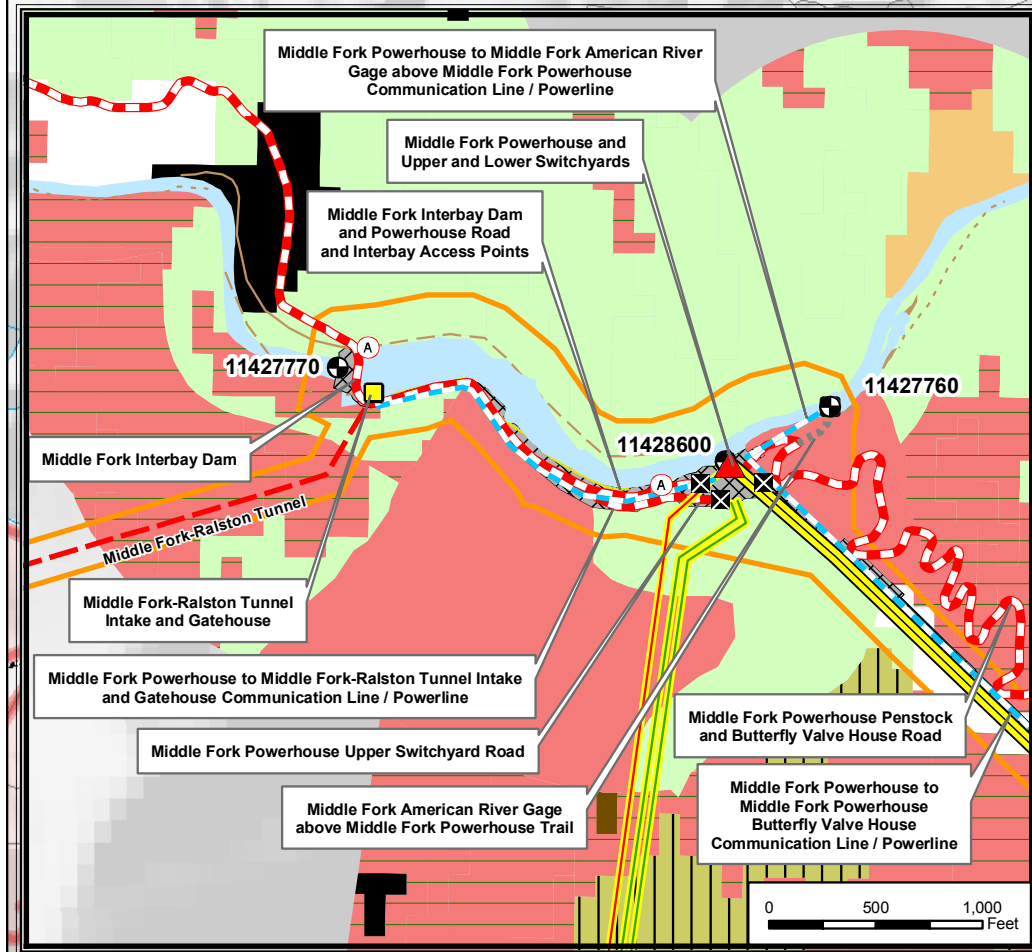 Middle Fork Powerhouse to Middle Fork American River
Gage above Middle Fork Powerhouse
Communication Line / Powerline
Middle Fork Powerhouse and
Upper and Lower Switchyards
Middle Fork Interbay Dam
and Powerhouse Road
and Interbay Access Points
A
11427770
11427760
11428600
Middle Fork Interbay Dam
A
Middle Fork-Ralston Tunnel
Middle Fork-Ralston Tunnel
Intake and Gatehouse
Middle Fork Powerhouse to Middle Fork-Ralston Tunnel Intake
and Gatehouse Communication Line / Powerline
Middle Fork Powerhouse Penstock
and Butterfly Valve House Road
Middle Fork Powerhouse Upper Switchyard Road
Middle Fork American River Gage
above Middle Fork Powerhouse Trail
Middle Fork Powerhouse to
Middle Fork Powerhouse
Butterfly Valve House
Communication Line / Powerline
0 500 1,000
Feet